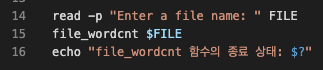 14 read -p "Enter a file name: " FILE
15 file_wordcnt $FILE
16 echo "file_wordcnt 함수의 종료 상태: $?"